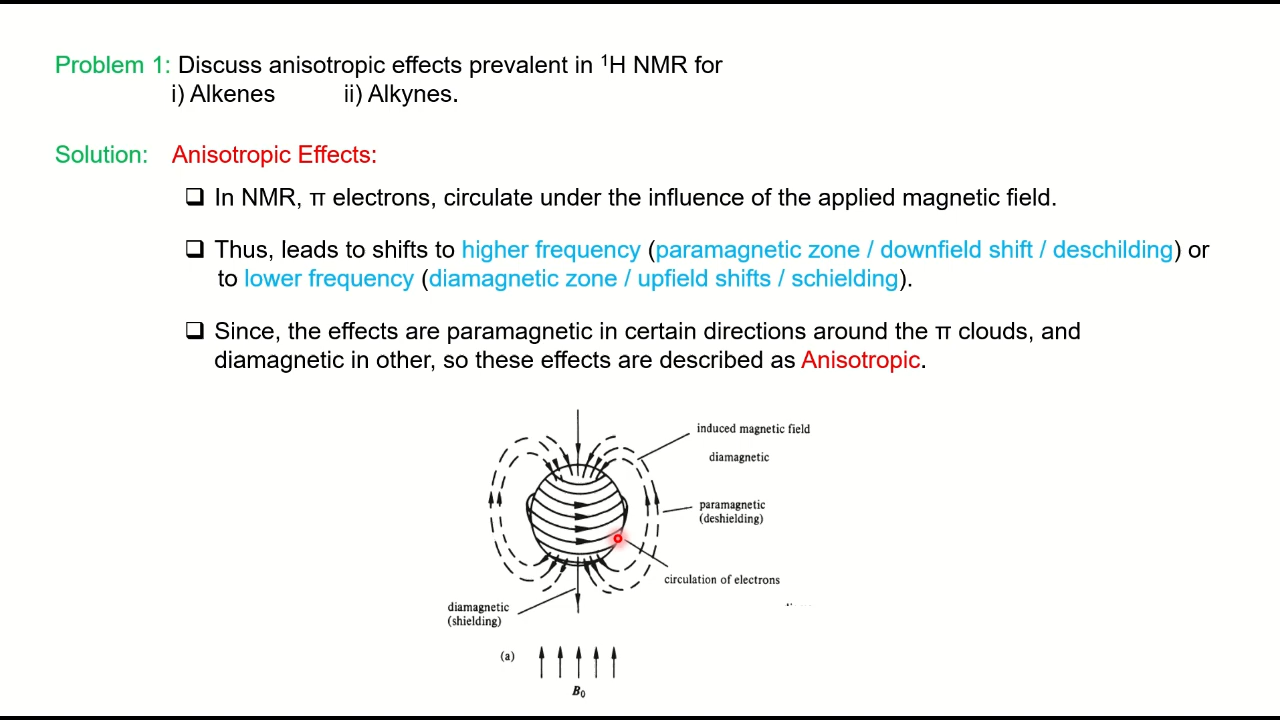 Problem 1: Discuss anisotropic effects prevalent in ¹H NMR for
i) Alkenes ii) Alkynes.
Solution: Anisotropic Effects:
❑ In NMR, π electrons, circulate under the influence of the applied magnetic field.
❑ Thus, leads to shifts to higher frequency (paramagnetic zone / downfield shift / deschilding) or
to lower frequency (diamagnetic zone / upfield shifts / schielding).
❑ Since, the effects are paramagnetic in certain directions around the π clouds, and
diamagnetic in other, so these effects are described as Anisotropic.
induced magnetic field
diamagnetic
paramagnetic
(deshielding)
circulation of electrons
diamagnetic
(shielding)
(a)
B₀